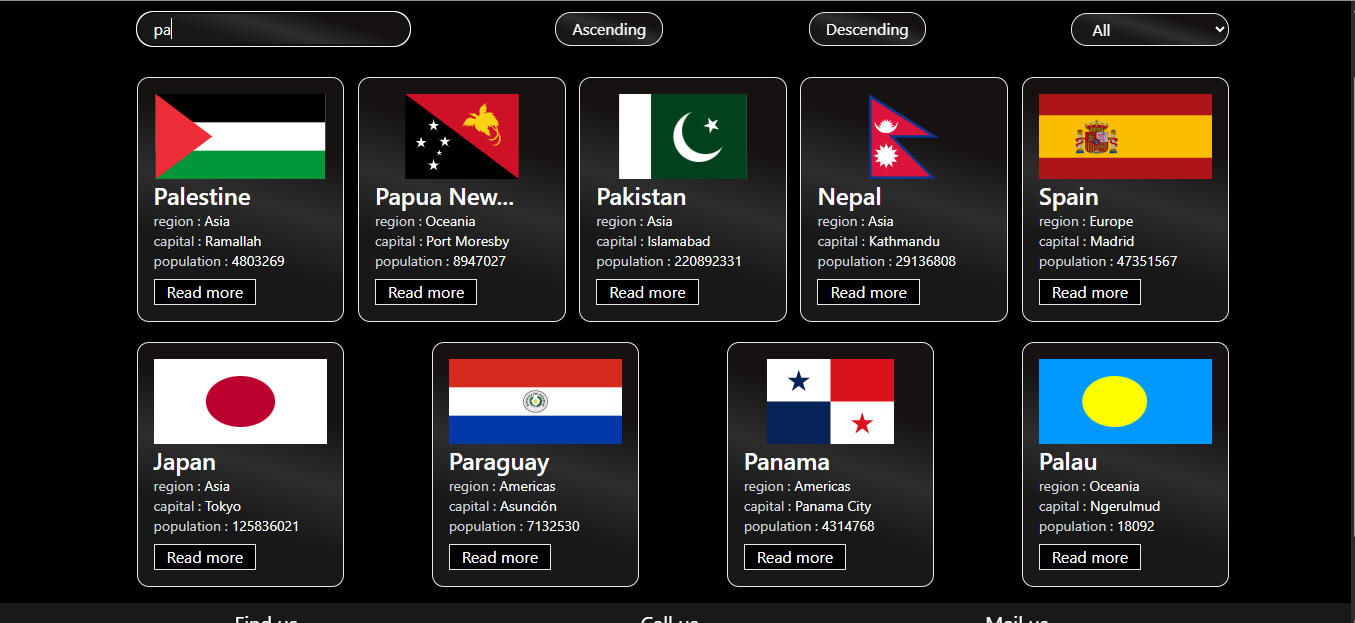 pa
Ascending
Descending
All
Palestine
region : Asia
capital : Ramallah
population : 4803269
Read more
Papua New...
region : Oceania
capital : Port Moresby
population : 8947027
Read more
Pakistan
region : Asia
capital : Islamabad
population : 220892331
Read more
Nepal
region : Asia
capital : Kathmandu
population : 29136808
Read more
Spain
region : Europe
capital : Madrid
population : 47351567
Read more
Japan
region : Asia
capital : Tokyo
population : 125836021
Read more
Paraguay
region : Americas
capital : Asunción
population : 7132530
Read more
Panama
region : Americas
capital : Panama City
population : 4314768
Read more
Palau
region : Oceania
capital : Ngerulmud
population : 18092
Read more
Find us
Call us
Mail us